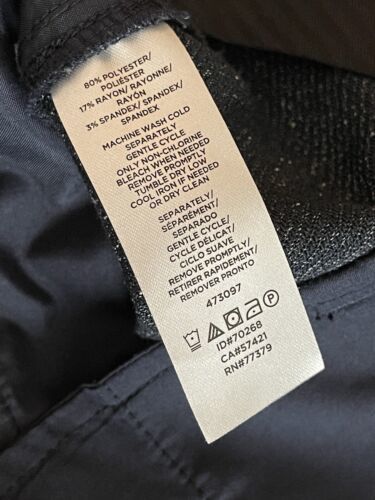 80% POLYESTER/
POLIÉSTER
17% RAYON/RAYONNE/
RAYÓN
3% SPANDEX/SPANDEX/
SPANDEX
MACHINE WASH COLD
SEPARATELY
GENTLE CYCLE
ONLY NON-CHLORINE
BLEACH WHEN NEEDED
REMOVE PROMPTLY
TUMBLE DRY LOW
COOL IRON IF NEEDED
OR DRY CLEAN
SEPARATELY/
SÉPARÉMENT/
SEPARADO
GENTLE CYCLE/
CYCLE DÉLICAT/
CICLO SUAVE
REMOVE PROMPTLY/
RETIRER RAPIDEMENT/
REMOVER PRONTO
473097
P
ID#70268
CA#57421
RN#77379